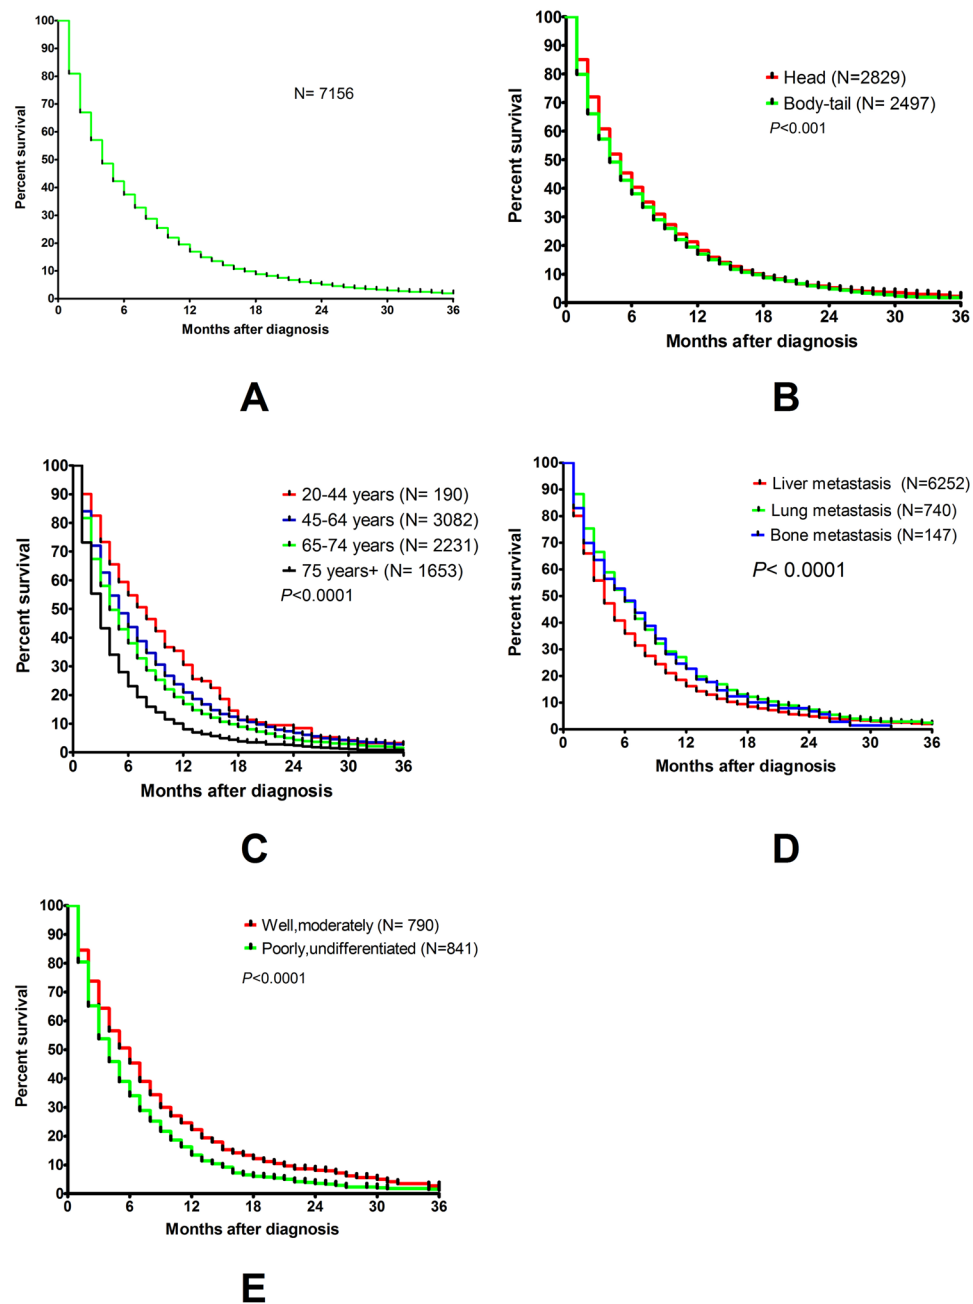 100
90
80
70
60
50
40
30
20
10
0
Percent survival
N= 7156
0 6 12 18 24 30 36
Months after diagnosis
A
100
90
80
70
60
50
40
30
20
10
0
Percent survival
Head (N=2829)
Body-tail (N= 2497)
P<0.001
0 6 12 18 24 30 36
Months after diagnosis
B
100
90
80
70
60
50
40
30
20
10
0
Percent survival
20-44 years (N= 190)
45-64 years (N= 3082)
65-74 years (N= 2231)
75 years+ (N= 1653)
P<0.0001
0 6 12 18 24 30 36
Months after diagnosis
C
100
90
80
70
60
50
40
30
20
10
0
Percent survival
Liver metastasis (N=6252)
Lung metastasis (N=740)
Bone metastasis (N=147)
P< 0.0001
0 6 12 18 24 30 36
Months after diagnosis
D
100
90
80
70
60
50
40
30
20
10
0
Percent survival
Well,moderately (N= 790)
Poorly,undifferentiated (N=841)
P<0.0001
0 6 12 18 24 30 36
Months after diagnosis
E